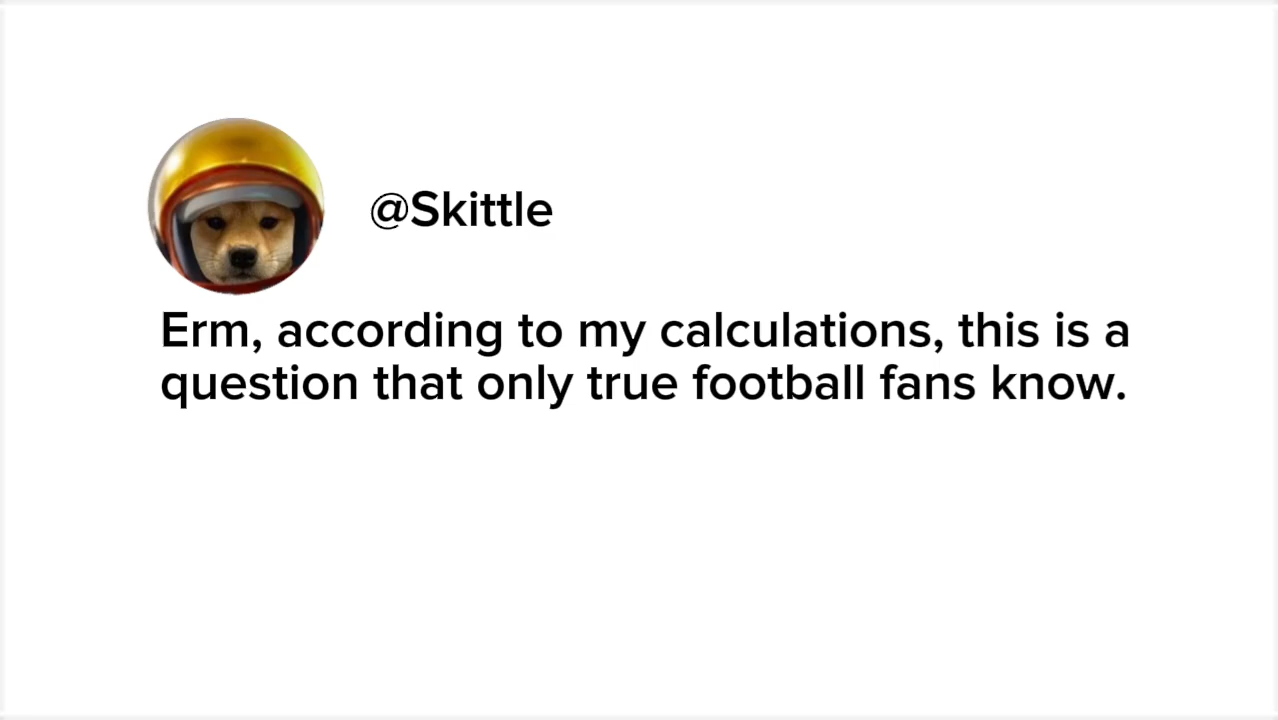 @Skittle
Erm, according to my calculations, this is a
question that only true football fans know.